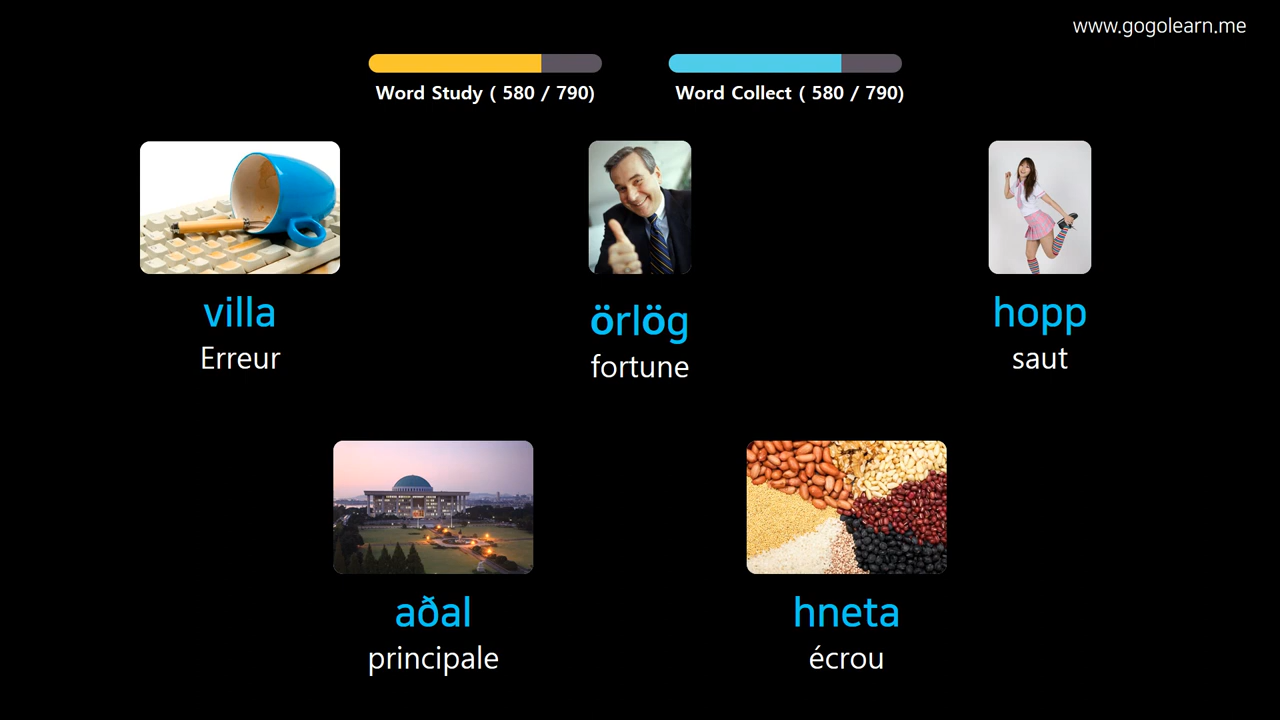 www.gogolearn.me
Word Study ( 580 / 790)
Word Collect ( 580 / 790)
villa
Erreur
örlög
fortune
hopp
saut
aðal
principale
hneta
écrou